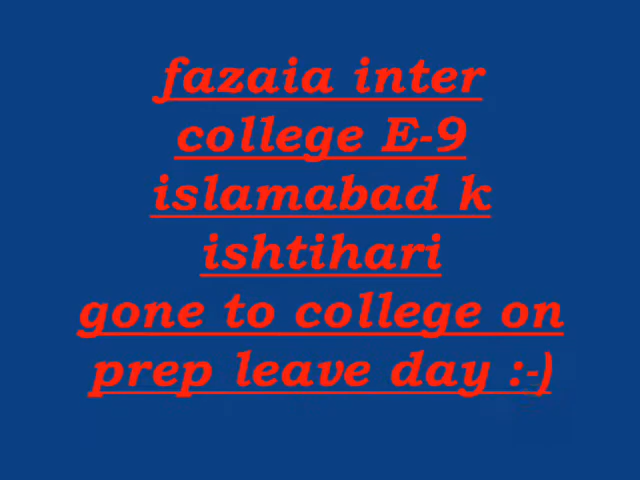 fazaia inter
college E-9
islamabad k
ishtihari
gone to college on
prep leave day :-)